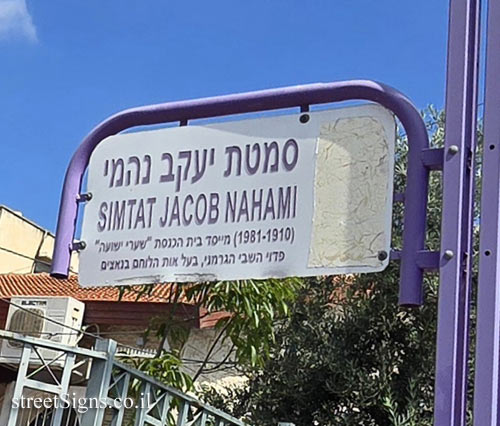 סמטת יעקב נהמי
SIMTAT JACOB NAHAMI
(1981-1910) מייסד בית הכנסת "שערי ישועה"
פדוי השבי הגרמני, בעל אות הלוחם בנאצים
ELECTRA
streetSigns.co.il